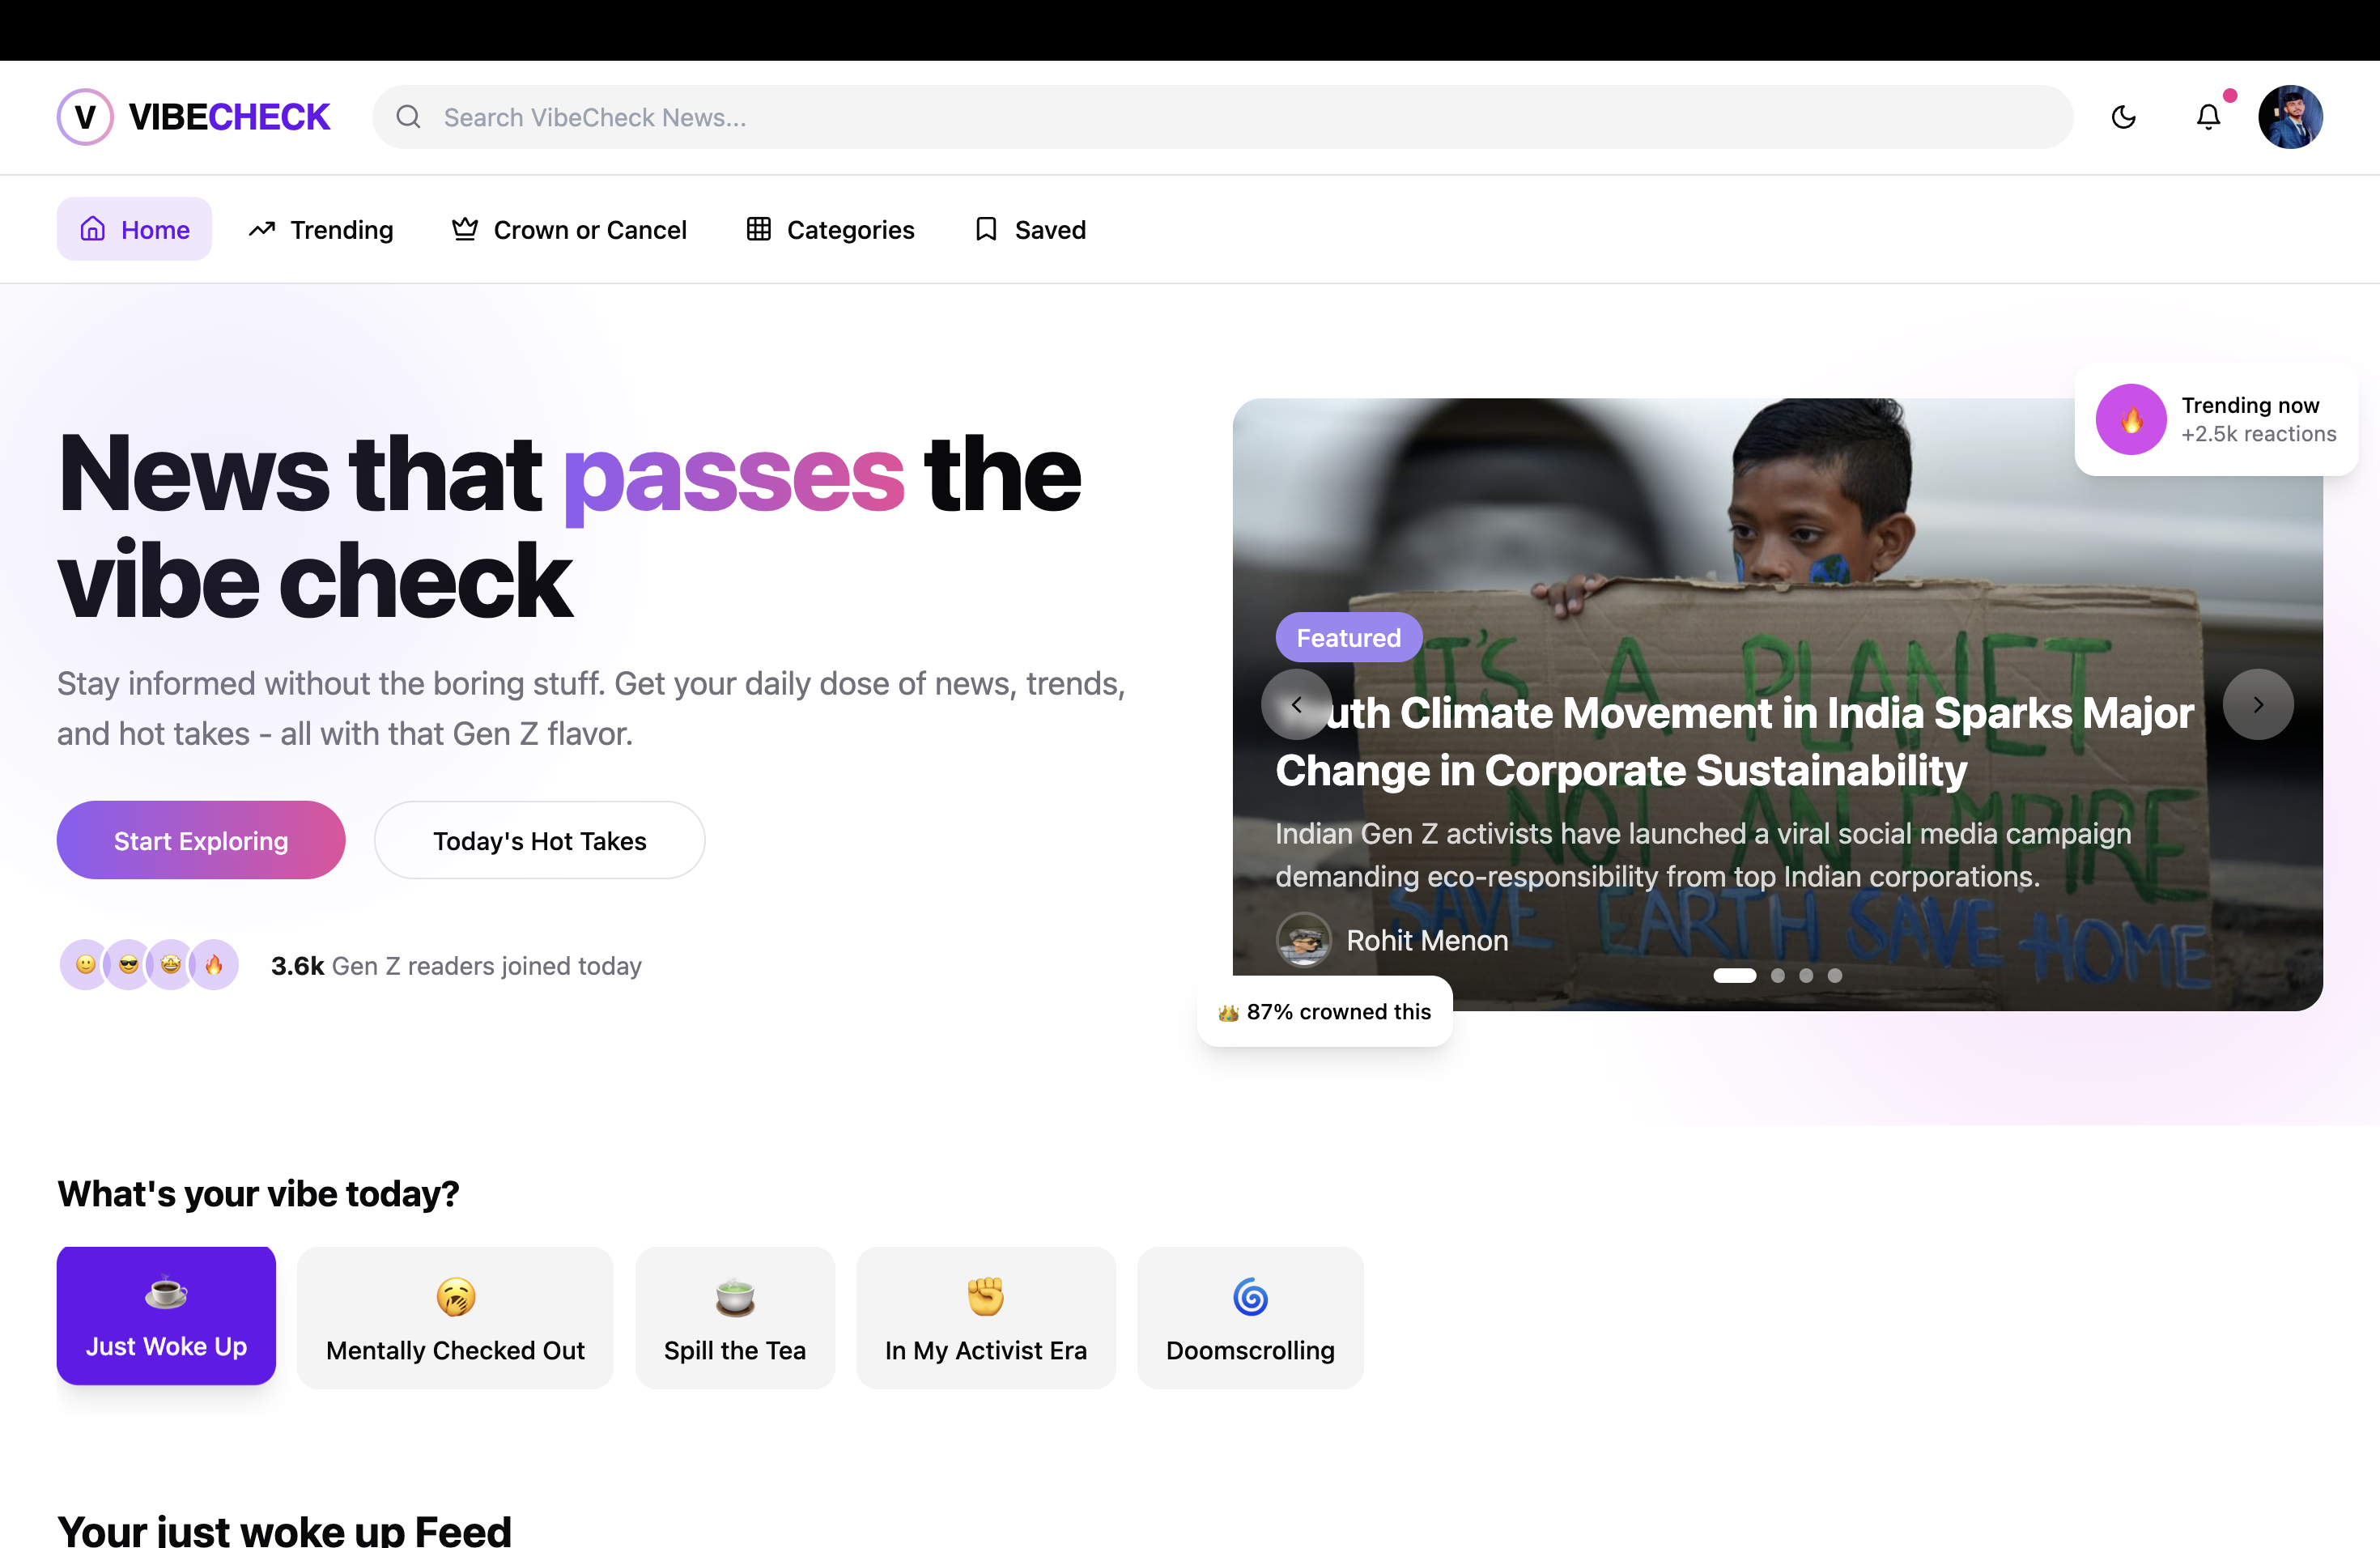 V VIBECHECK
Search VibeCheck News...
Home
Trending
Crown or Cancel
Categories
Saved
News that passes the
vibe check
Stay informed without the boring stuff. Get your daily dose of news, trends,
and hot takes - all with that Gen Z flavor.
Start Exploring
Today's Hot Takes
3.6k Gen Z readers joined today
Trending now
+2.5k reactions
IT'S A PLANET
NOT AN EMPIRE
SAVE EARTH SAVE HOME
Featured
uth Climate Movement in India Sparks Major
Change in Corporate Sustainability
Indian Gen Z activists have launched a viral social media campaign
demanding eco-responsibility from top Indian corporations.
Rohit Menon
87% crowned this
What's your vibe today?
Just Woke Up
Mentally Checked Out
Spill the Tea
In My Activist Era
Doomscrolling
Your just woke up Feed